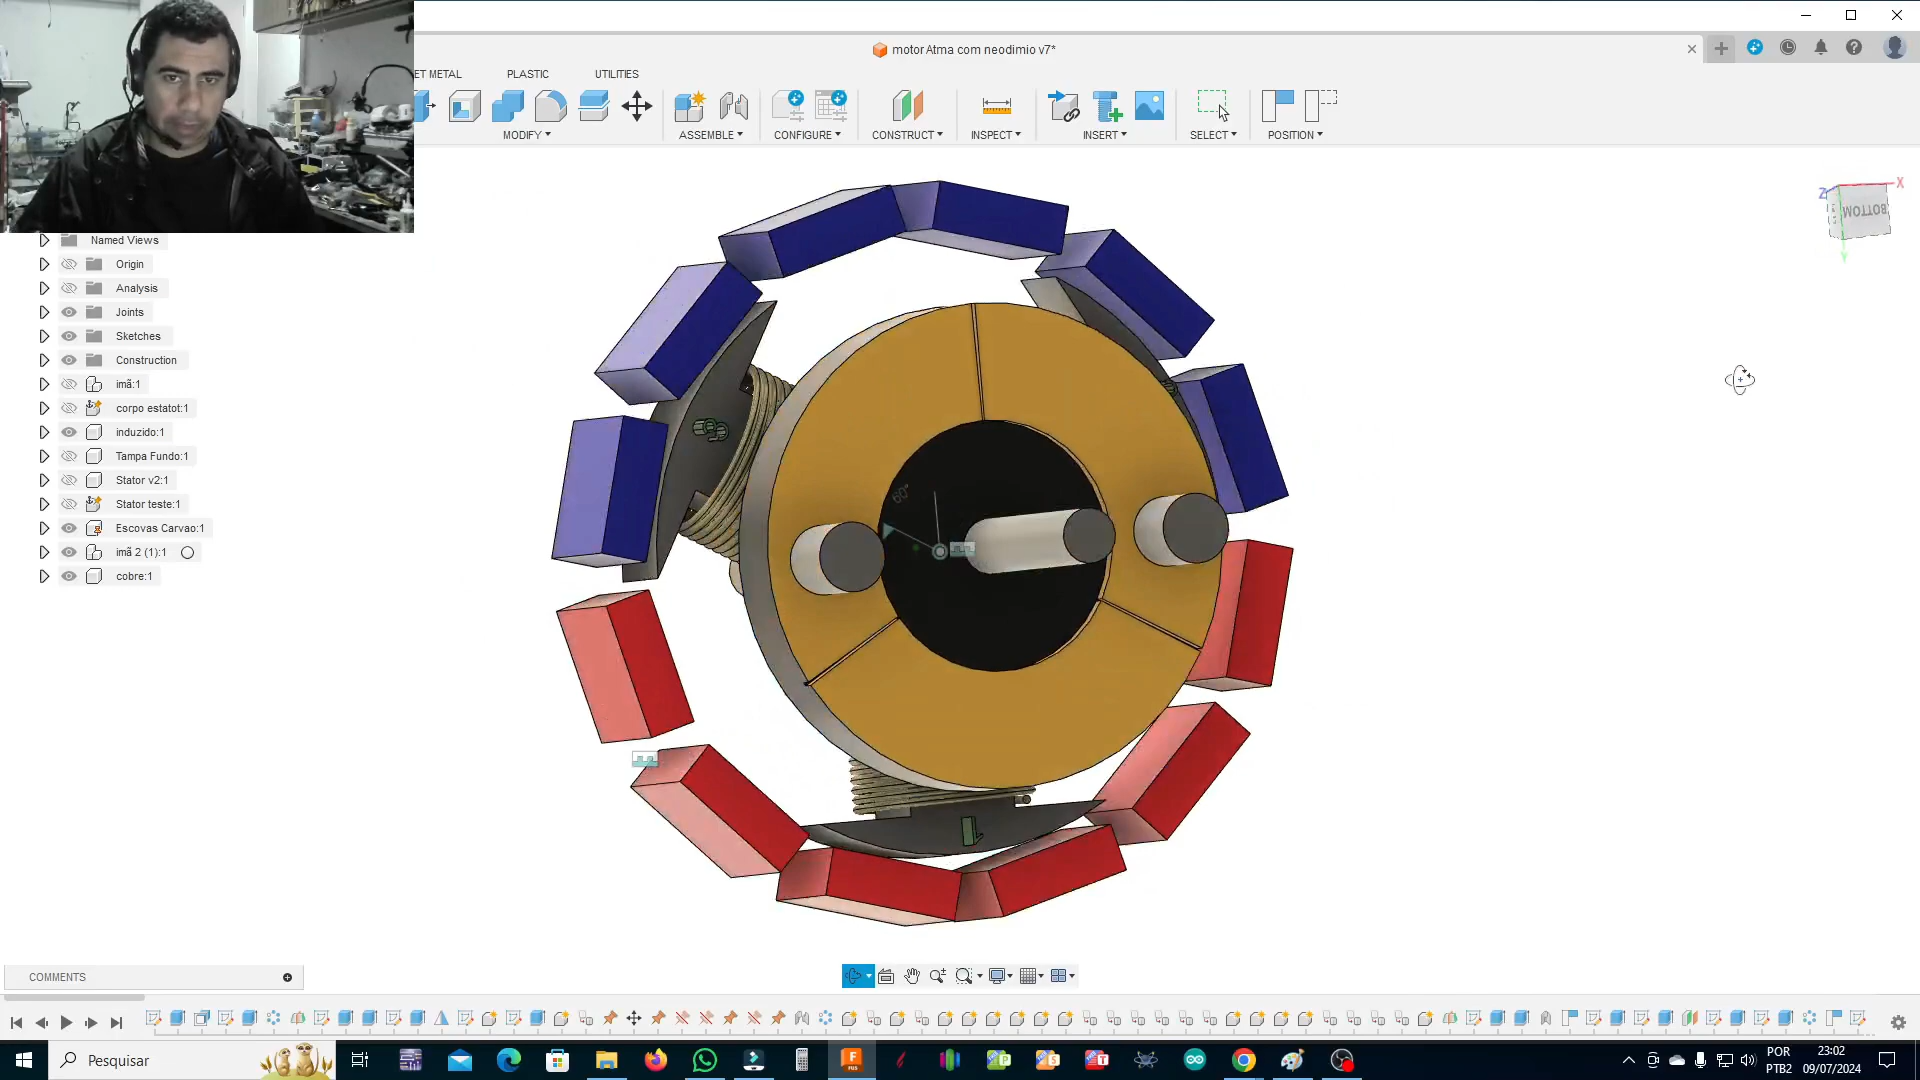 motor Atma com neodimio v7*
ET METAL
PLASTIC
UTILITIES
MODIFY
ASSEMBLE
CONFIGURE
CONSTRUCT
INSPECT
INSERT
SELECT
POSITION
X
Z
BOTTOM
Y
Named Views
Origin
Analysis
Joints
Sketches
Construction
imã:1
corpo estatot:1
induzido:1
Tampa Fundo:1
Stator v2:1
Stator teste:1
Escovas Carvao:1
imã 2 (1):1
cobre:1
60°
COMMENTS
Pesquisar
POR
PTB2
23:02
09/07/2024